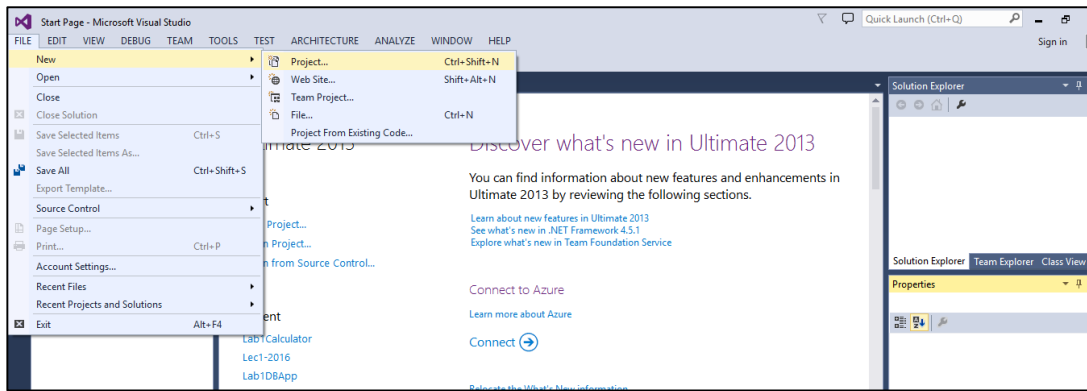 Start Page - Microsoft Visual Studio
Quick Launch (Ctrl+Q)
FILE EDIT VIEW DEBUG TEAM TOOLS TEST ARCHITECTURE ANALYZE WINDOW HELP
Sign in
New
Open
Close
Close Solution
Save Selected Items Ctrl+S
Save Selected Items As...
Save All Ctrl+Shift+S
Export Template...
Source Control
Page Setup...
Print... Ctrl+P
Account Settings...
Recent Files
Recent Projects and Solutions
Exit Alt+F4
Project... Ctrl+Shift+N
Web Site... Shift+Alt+N
Team Project...
File... Ctrl+N
Project From Existing Code...
Project...
Project...
from Source Control...
Lab1Calculator
Lec1-2016
Lab1DBApp
Discover what's new in Ultimate 2013
You can find information about new features and enhancements in
Ultimate 2013 by reviewing the following sections.
Learn about new features in Ultimate 2013
See what's new in .NET Framework 4.5.1
Explore what's new in Team Foundation Service
Connect to Azure
Learn more about Azure
Connect
Relocate the What's New information
Solution Explorer
Solution Explorer Team Explorer Class View
Properties